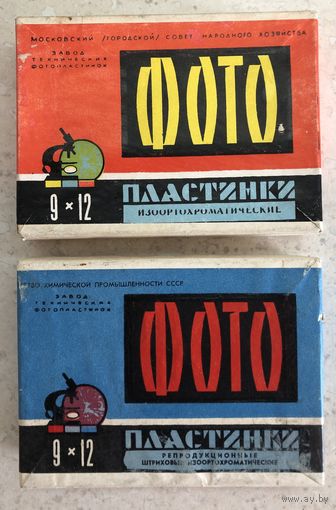 МОСКОВСКИЙ /ГОРОДСКОЙ/ СОВЕТ НАРОДНОГО ХОЗЯЙСТВА
ЗАВОД
ТЕХНИЧЕСКИХ
ФОТОПЛАСТИНОК
ФОТО
ПЛАСТИНКИ
ИЗООРТОХРОМАТИЧЕСКИЕ
9 × 12
ХИМИЧЕСКОЙ ПРОМЫШЛЕННОСТИ СССР
ЗАВОД
ТЕХНИЧЕСКИХ
ФОТОПЛАСТИНОК
ФОТО
ПЛАСТИНКИ
РЕПРОДУКЦИОННЫЕ
ШТРИХОВЫЕ ИЗООРТОХРОМАТИЧЕСКИЕ
9 × 12
www.ay.by